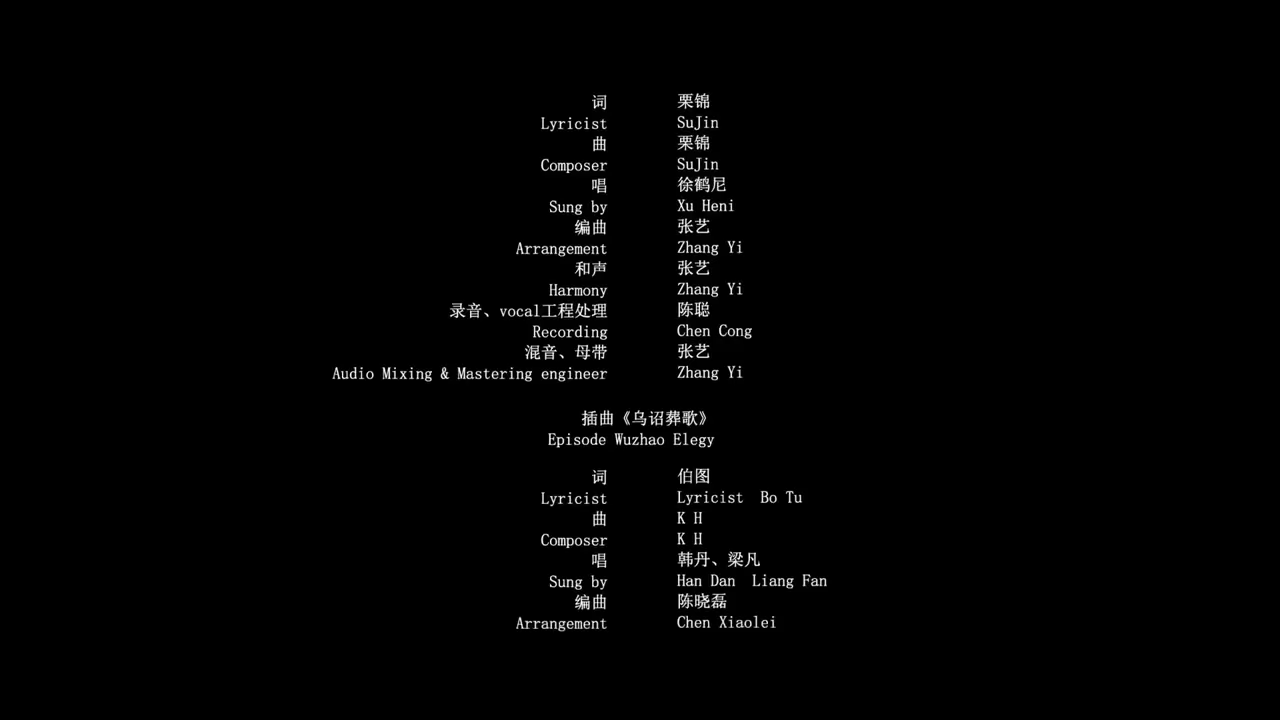 词 栗锦
Lyricist SuJin
曲 栗锦
Composer SuJin
唱 徐鹤尼
Sung by Xu Heni
编曲 张艺
Arrangement Zhang Yi
和声 张艺
Harmony Zhang Yi
录音、vocal工程处理 陈聪
Recording Chen Cong
混音、母带 张艺
Audio Mixing & Mastering engineer Zhang Yi
插曲《乌诏葬歌》
Episode Wuzhao Elegy
词 伯图
Lyricist Lyricist Bo Tu
曲 K H
Composer K H
唱 韩丹、梁凡
Sung by Han Dan Liang Fan
编曲 陈晓磊
Arrangement Chen Xiaolei